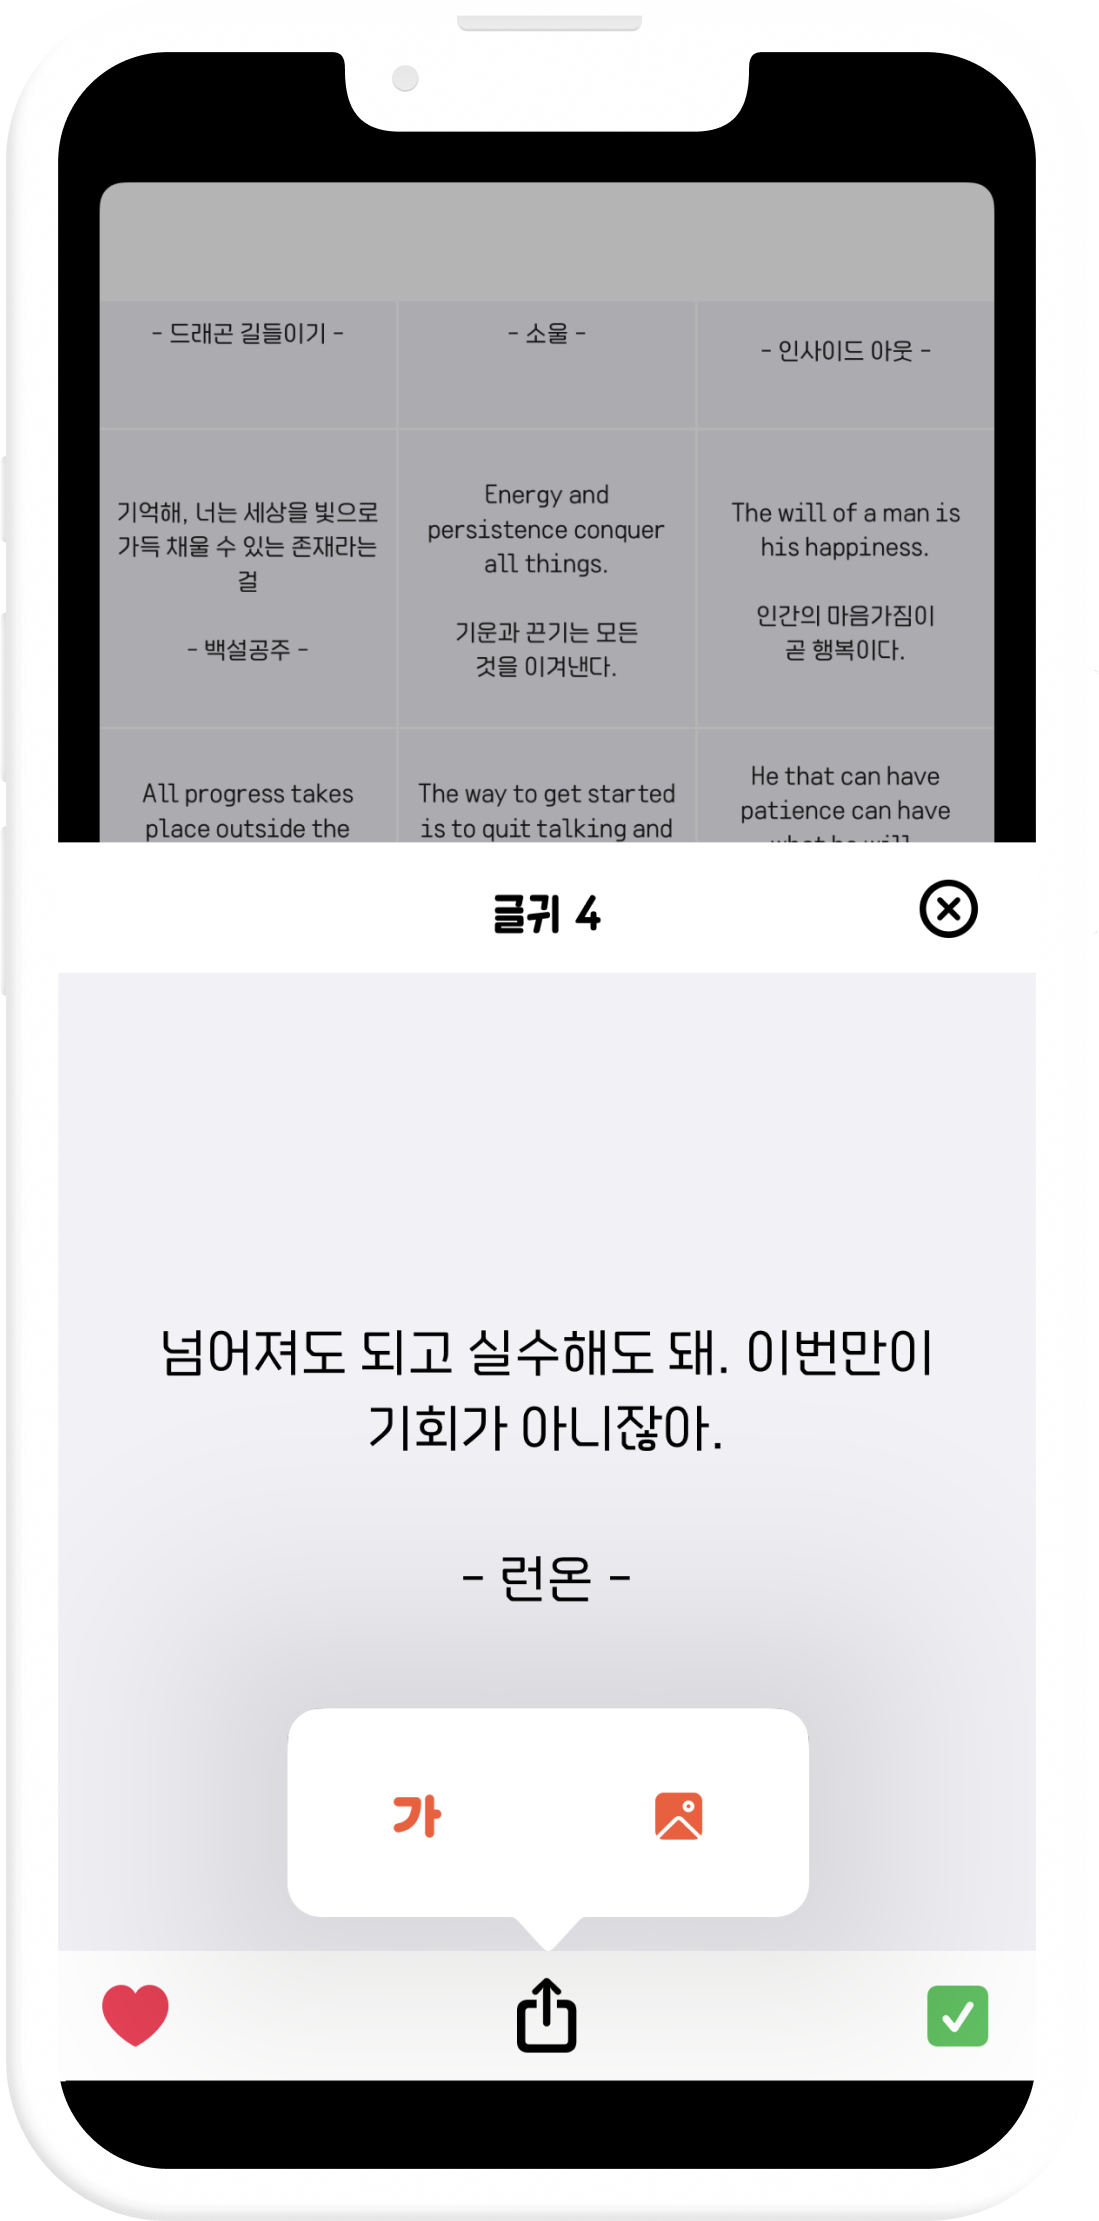 - 드래곤 길들이기 -
- 소울 -
- 인사이드 아웃 -
기억해, 너는 세상을 빛으로
가득 채울 수 있는 존재라는
걸
- 백설공주 -
Energy and
persistence conquer
all things.
기운과 끈기는 모든
것을 이겨낸다.
The will of a man is
his happiness.
인간의 마음가짐이
곧 행복이다.
All progress takes
place outside the
The way to get started
is to quit talking and
He that can have
patience can have
what he will.
글귀 4
넘어져도 되고 실수해도 돼. 이번만이
기회가 아니잖아.
- 런온 -
가